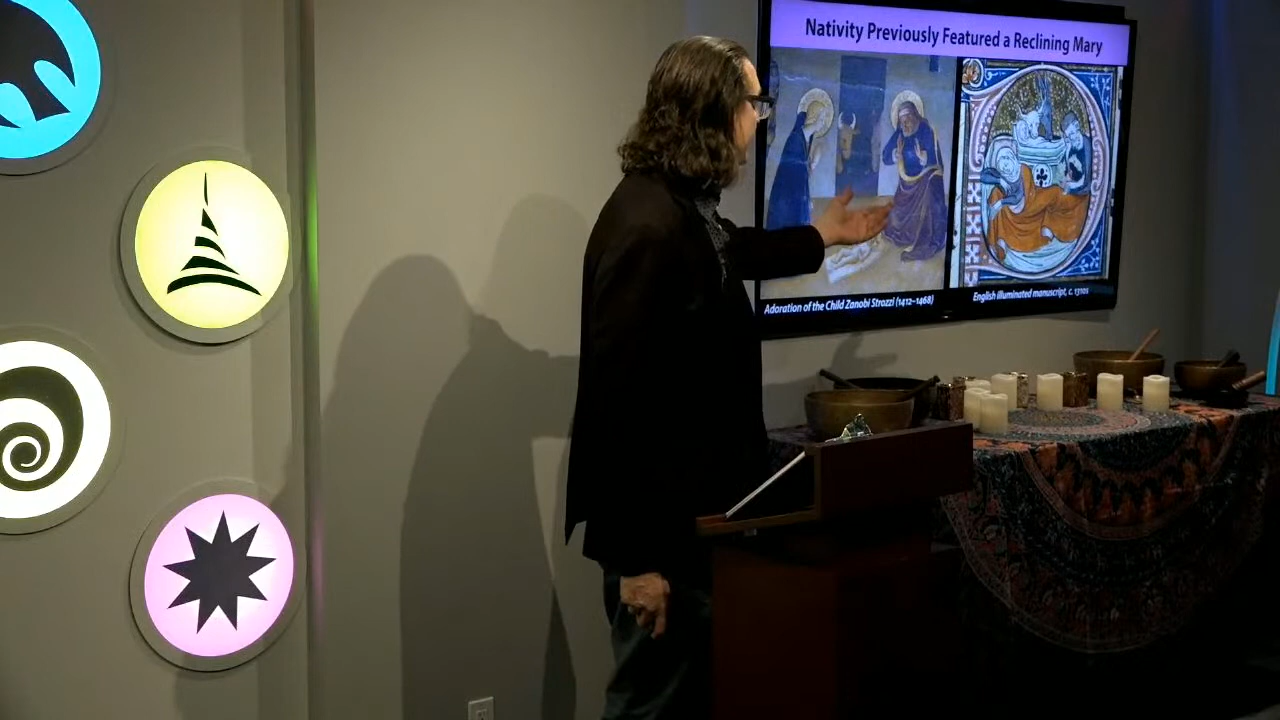 Nativity Previously Featured a Reclining Mary
Adoration of the Child Zanobi Strozzi (1412–1468)
English illuminated manuscript, c. 1310s